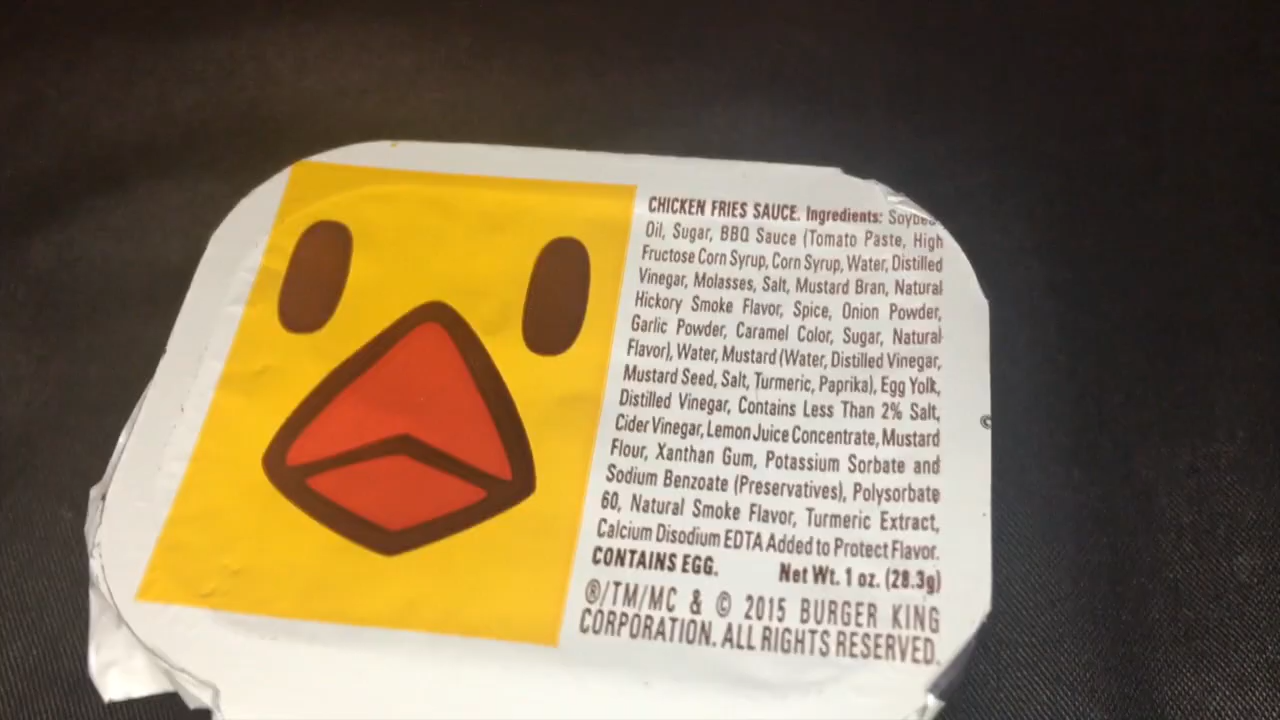 CHICKEN FRIES SAUCE. Ingredients:
Oil, Sugar, BBQ Sauce (Tomato Paste, High
Fructose Corn Syrup, Corn Syrup, Water, Distilled
Vinegar, Molasses, Salt, Mustard Bran, Natural
Hickory Smoke Flavor, Spice, Onion Powder,
Garlic Powder, Caramel Color, Sugar, Natural
Flavor), Water, Mustard (Water, Distilled Vinegar,
Mustard Seed, Salt, Turmeric, Paprika), Egg Yolk,
Distilled Vinegar, Contains Less Than 2% Salt,
Cider Vinegar, Lemon Juice Concentrate, Mustard
Flour, Xanthan Gum, Potassium Sorbate and
Sodium Benzoate (Preservatives), Polysorbate
60, Natural Smoke Flavor, Turmeric Extract,
Calcium Disodium EDTA Added to Protect Flavor.
CONTAINS EGG. Net Wt. 1 oz. (28.3g)
®/TM/MC & © 2015 BURGER KING
CORPORATION. ALL RIGHTS RESERVED.